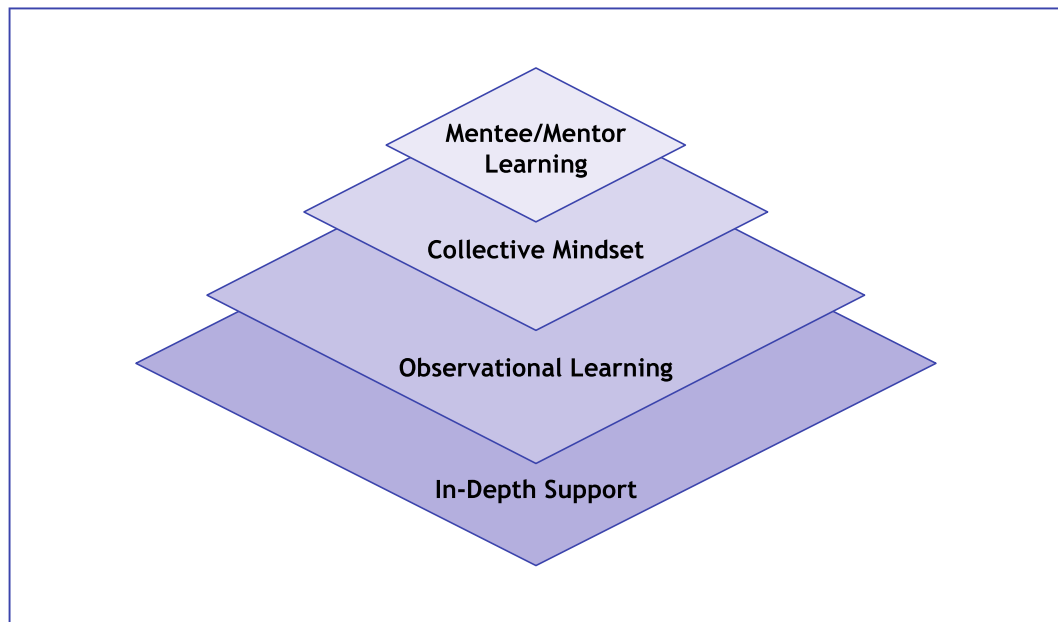 Mentee/Mentor
Learning
Collective Mindset
Observational Learning
In-Depth Support